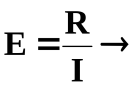 E = R/I →